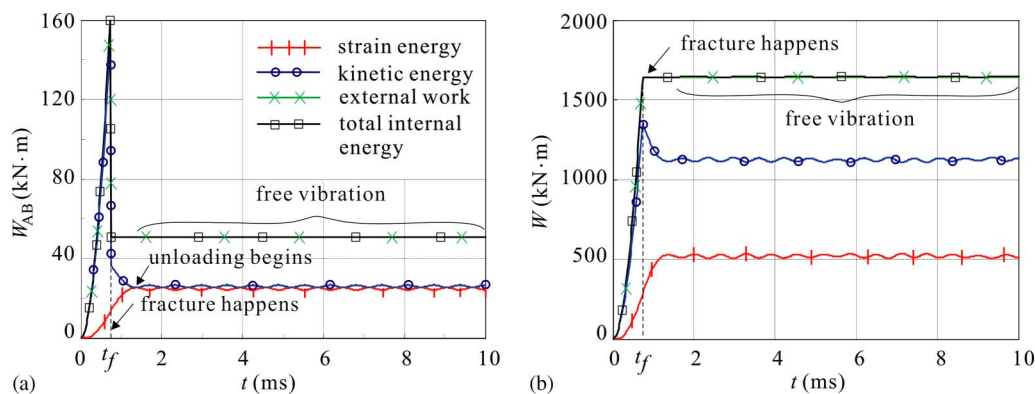 160
120
80
40
0
W_AB (kN·m)
strain energy
kinetic energy
external work
total internal
energy
free vibration
unloading begins
fracture happens
0 t_f 2 4 6 8 10
(a)
t (ms)
2000
1500
1000
500
0
W (kN·m)
fracture happens
free vibration
0 t_f 2 4 6 8 10
(b)
t (ms)